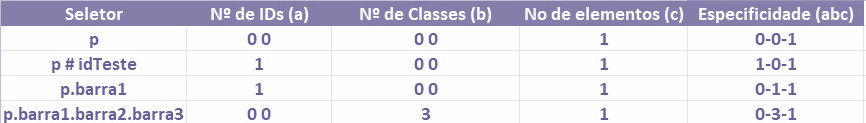 Seletor Nº de IDs (a) Nº de Classes (b) No de elementos (c) Especificidade (abc)
p 0 0 0 0 1 0-0-1
p # idTeste 1 0 0 1 1-0-1
p.barra1 1 0 0 1 0-1-1
p.barra1.barra2.barra3 0 0 3 1 0-3-1